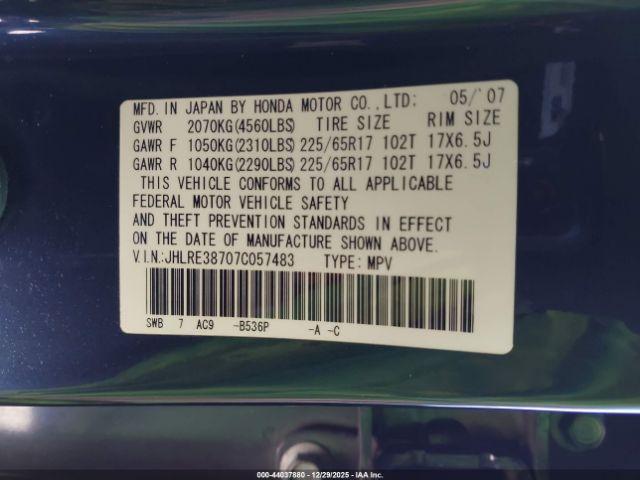 MFD. IN JAPAN BY HONDA MOTOR CO.,LTD: 05/'07
GVWR 2070KG(4560LBS) TIRE SIZE RIM SIZE
GAWR F 1050KG(2310LBS) 225/65R17 102T 17X6.5J
GAWR R 1040KG(2290LBS) 225/65R17 102T 17X6.5J
THIS VEHICLE CONFORMS TO ALL APPLICABLE
FEDERAL MOTOR VEHICLE SAFETY
AND THEFT PREVENTION STANDARDS IN EFFECT
ON THE DATE OF MANUFACTURE SHOWN ABOVE.
V.I.N.:JHLRE38707C057483 TYPE: MPV
SWB 7 AC9 -B536P -A -C
000-44037880 - 12/29/2025 - IAAI.com